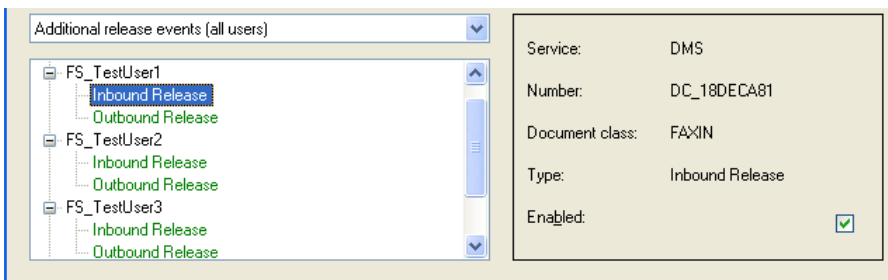 Additional release events (all users)
FS_TestUser1
Inbound Release
Outbound Release
FS_TestUser2
Inbound Release
Outbound Release
FS_TestUser3
Inbound Release
Outbound Release
Service: DMS
Number: DC_18DECA81
Document class: FAXIN
Type: Inbound Release
Enabled: